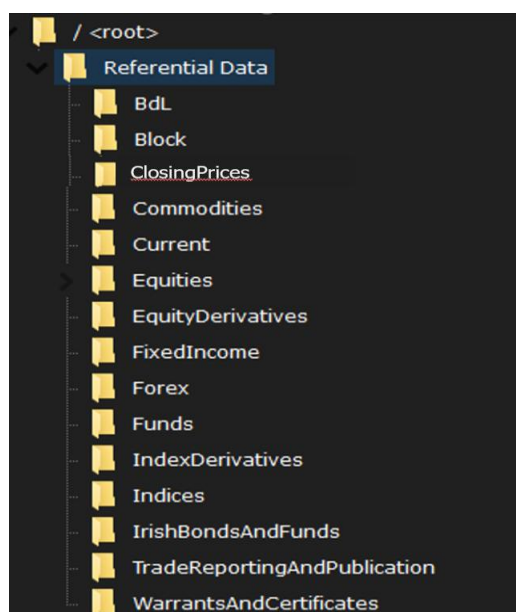 / <root>
Referential Data
BdL
Block
ClosingPrices
Commodities
Current
Equities
EquityDerivatives
FixedIncome
Forex
Funds
IndexDerivatives
Indices
IrishBondsAndFunds
TradeReportingAndPublication
WarrantsAndCertificates